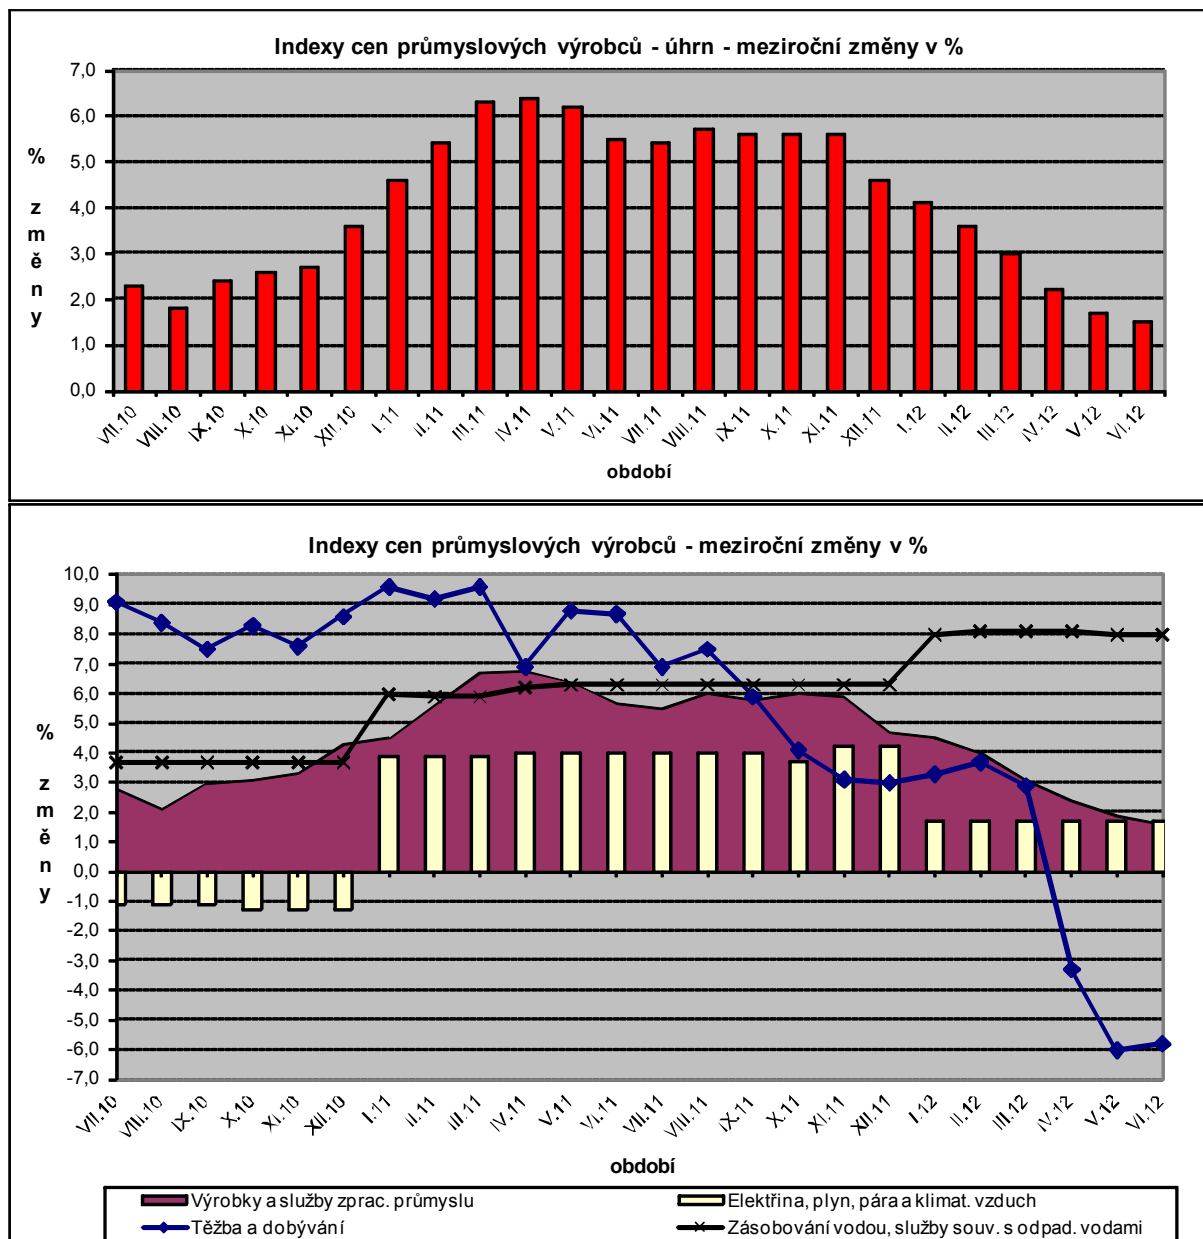 Indexy cen průmyslových výrobců - úhrn - meziroční změny v %
7,0
6,0
5,0
4,0
3,0
2,0
1,0
0,0
% změny
VII.10 VIII.10 IX.10 X.10 XI.10 XII.10 I.11 II.11 III.11 IV.11 V.11 VI.11 VII.11 VIII.11 IX.11 X.11 XI.11 XII.11 I.12 II.12 III.12 IV.12 V.12 VI.12
období
Indexy cen průmyslových výrobců - meziroční změny v %
10,0
9,0
8,0
7,0
6,0
5,0
4,0
3,0
2,0
1,0
0,0
-1,0
-2,0
-3,0
-4,0
-5,0
-6,0
-7,0
% změny
VII.10 VIII.10 IX.10 X.10 XI.10 XII.10 I.11 II.11 III.11 IV.11 V.11 VI.11 VII.11 VIII.11 IX.11 X.11 XI.11 XII.11 I.12 II.12 III.12 IV.12 V.12 VI.12
období
Výrobky a služby zprac. průmyslu
Elektřina, plyn, pára a klimat. vzduch
Těžba a dobývání
Zásobování vodou, služby souv. s odpad. vodami